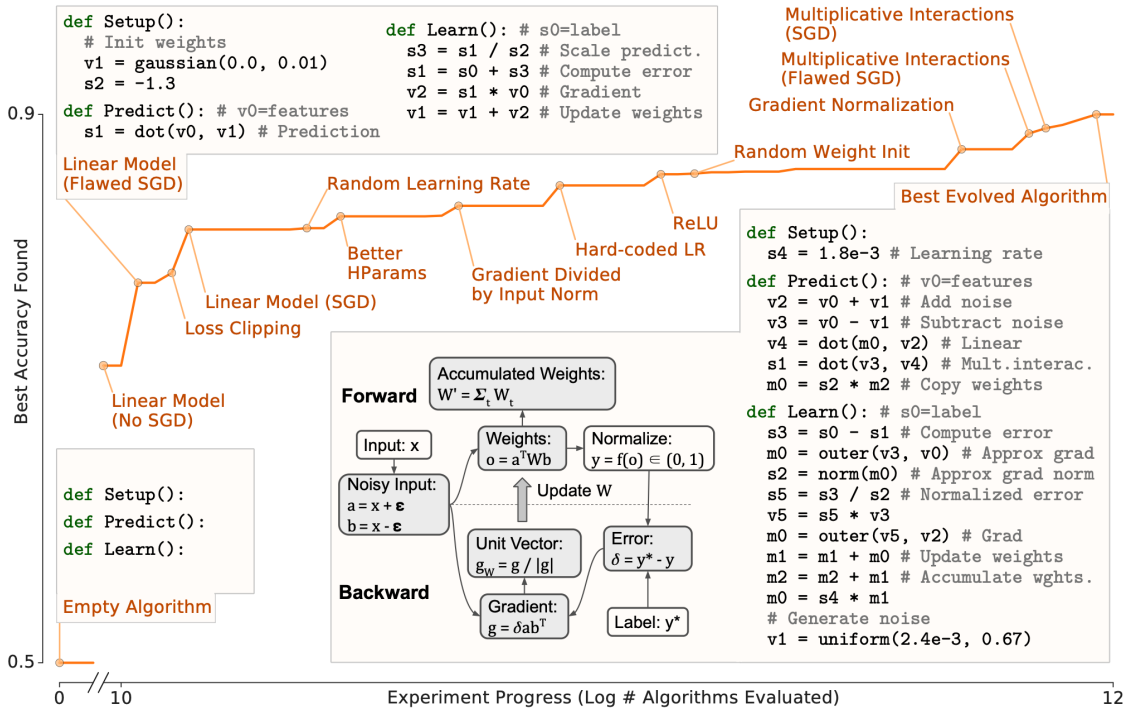 def Setup():
# Init weights
v1 = gaussian(0.0, 0.01)
s2 = -1.3
def Predict(): # v0=features
s1 = dot(v0, v1) # Prediction
def Learn(): # s0=label
s3 = s1 / s2 # Scale predict.
s1 = s0 + s3 # Compute error
v2 = s1 * v0 # Gradient
v1 = v1 + v2 # Update weights
Linear Model
(Flawed SGD)
Multiplicative Interactions
(SGD)
Multiplicative Interactions
(Flawed SGD)
Gradient Normalization
Random Weight Init
Random Learning Rate
ReLU
Hard-coded LR
Better
HParams
Gradient Divided
by Input Norm
Linear Model (SGD)
Loss Clipping
Linear Model
(No SGD)
Best Evolved Algorithm
def Setup():
s4 = 1.8e-3 # Learning rate
def Predict(): # v0=features
v2 = v0 + v1 # Add noise
v3 = v0 - v1 # Subtract noise
v4 = dot(m0, v2) # Linear
s1 = dot(v3, v4) # Mult.interac.
m0 = s2 * m2 # Copy weights
def Learn(): # s0=label
s3 = s0 - s1 # Compute error
m0 = outer(v3, v0) # Approx grad
s2 = norm(m0) # Approx grad norm
s5 = s3 / s2 # Normalized error
v5 = s5 * v3
m0 = outer(v5, v2) # Grad
m1 = m1 + m0 # Update weights
m2 = m2 + m1 # Accumulate wghts.
m0 = s4 * m1
# Generate noise
v1 = uniform(2.4e-3, 0.67)
Forward
Accumulated Weights:
W' = Σt Wt
Input: x
Weights:
o = aᵀWb
Normalize:
y = f(o) ∈ (0, 1)
Noisy Input:
a = x + ε
b = x - ε
Update W
Unit Vector:
gW = g / |g|
Error:
δ = y* - y
Backward
Gradient:
g = δabᵀ
Label: y*
def Setup():
def Predict():
def Learn():
Empty Algorithm
Best Accuracy Found
0.9
0.5
0
10
12
Experiment Progress (Log # Algorithms Evaluated)